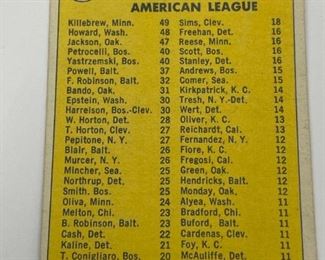 AMERICAN LEAGUE
Killebrew, Minn. 49 Sims, Clev. 18
Howard, Wash. 48 Freehan, Det. 16
Jackson, Oak. 47 Reese, Minn. 16
Petrocelli, Bos. 40 Scott, Bos. 16
Yastrzemski, Bos. 40 Stanley, Det. 16
Powell, Balt. 37 Andrews, Bos. 15
F. Robinson, Balt. 32 Comer, Sea. 15
Bando, Oak. 31 Kirkpatrick, K. C. 14
Epstein, Wash. 30 Tresh, N.Y.-Det. 14
Harrelson, Bos.-Clev. 30 Wert, Det. 14
W. Horton, Det. 28 Oliver, K. C. 13
T. Horton, Clev. 27 Reichardt, Cal. 13
Pepitone, N. Y. 27 Fernandez, N. Y. 12
Blair, Balt. 26 Fiore, K. C. 12
Murcer, N. Y. 26 Fregosi, Cal. 12
Mincher, Sea. 25 Green, Oak. 12
Northrup, Det. 25 Hendricks, Balt. 12
Smith, Bos. 25 Monday, Oak. 12
Oliva, Minn. 24 Alyea, Wash. 11
Melton, Chi. 23 Bradford, Chi. 11
B. Robinson, Balt. 23 Buford, Balt. 11
Cash, Det. 22 Cardenas, Clev. 11
Kaline, Det. 21 Foy, K. C. 11
T. Conigliaro, Bos. 20 McAuliffe, Det. 11